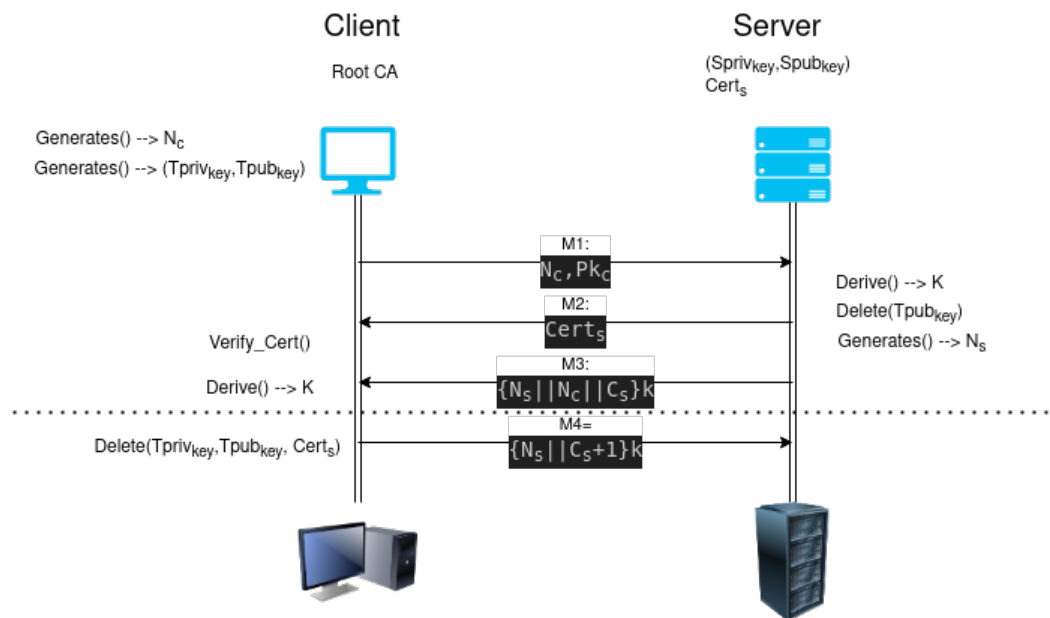 Client
Server
Root CA
(Spriv_key,Spub_key)
Cert_s
Generates() --> N_c
Generates() --> (Tpriv_key,Tpub_key)
M1:
N_C,Pk_C
Derive() --> K
Delete(Tpub_key)
Generates() --> N_s
M2:
Cert_s
Verify_Cert()
M3:
{N_S||N_C||C_S}k
Derive() --> K
M4=
{N_S||C_S+1}k
Delete(Tpriv_key,Tpub_key, Cert_s)